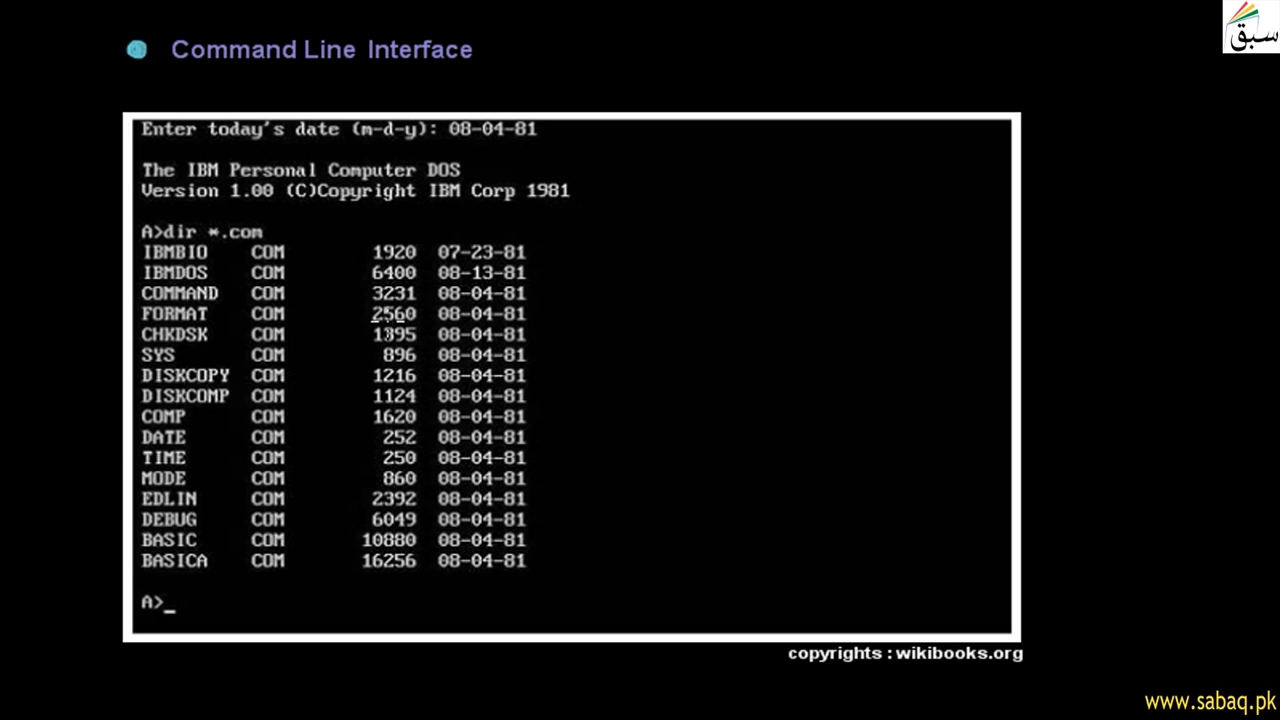 سبق
Command Line Interface
Enter today's date (m-d-y): 08-04-81
The IBM Personal Computer DOS
Version 1.00 (C)Copyright IBM Corp 1981
A>dir *.com
IBMBIO COM 1920 07-23-81
IBMDOS COM 6400 08-13-81
COMMAND COM 3231 08-04-81
FORMAT COM 2560 08-04-81
CHKDSK COM 1395 08-04-81
SYS COM 896 08-04-81
DISKCOPY COM 1216 08-04-81
DISKCOMP COM 1124 08-04-81
COMP COM 1620 08-04-81
DATE COM 252 08-04-81
TIME COM 250 08-04-81
MODE COM 860 08-04-81
EDLIN COM 2392 08-04-81
DEBUG COM 6049 08-04-81
BASIC COM 10880 08-04-81
BASICA COM 16256 08-04-81
A>_
copyrights : wikibooks.org
www.sabaq.pk